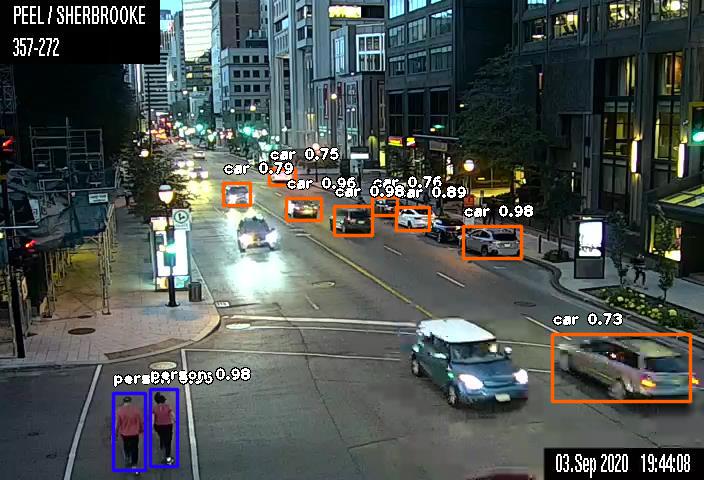 PEEL / SHERBROOKE
357-272
car 0.75
car 0.79
car 0.96
car 0.76
car 0.98
car 0.89
car 0.98
car 0.73
person 0.98
03.Sep 2020 19:44:08